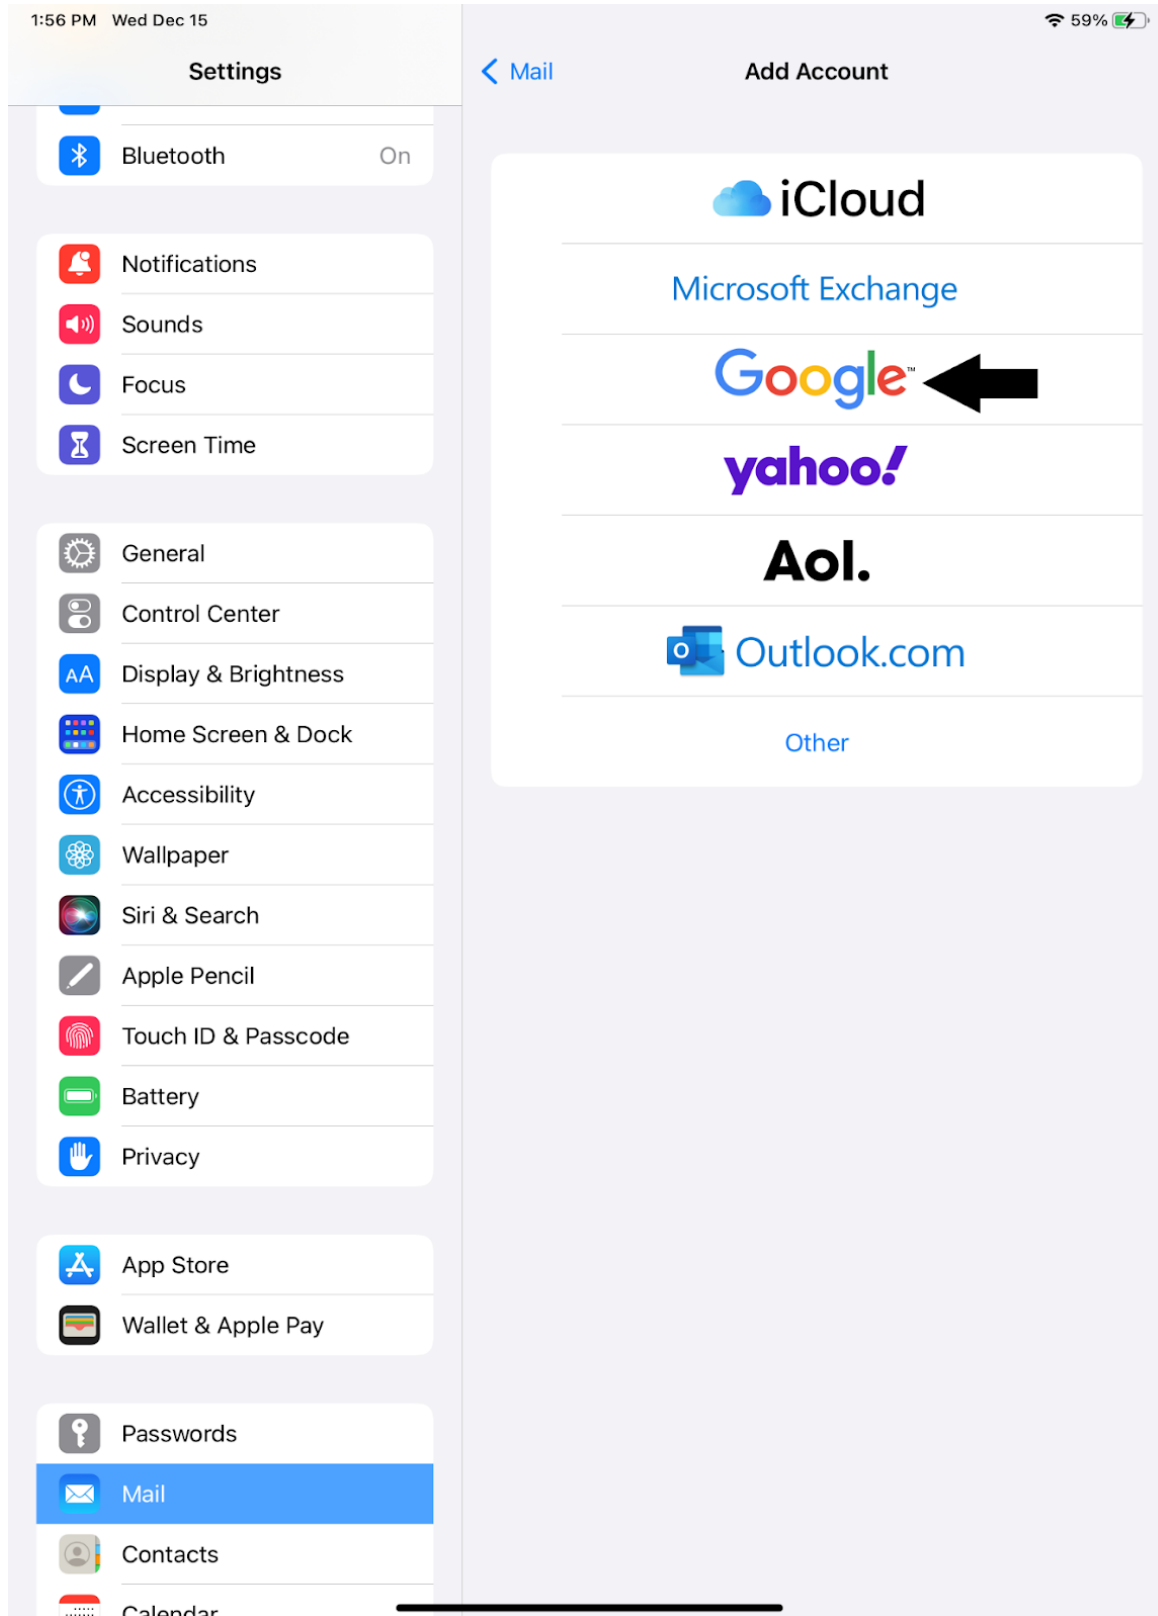 1:56 PM Wed Dec 15
59%
Settings
Bluetooth On
Notifications
Sounds
Focus
Screen Time
General
Control Center
AA Display & Brightness
Home Screen & Dock
Accessibility
Wallpaper
Siri & Search
Apple Pencil
Touch ID & Passcode
Battery
Privacy
App Store
Wallet & Apple Pay
Passwords
Mail
Contacts
Calendar
Mail
Add Account
iCloud
Microsoft Exchange
Google™
yahoo!
Aol.
O Outlook.com
Other